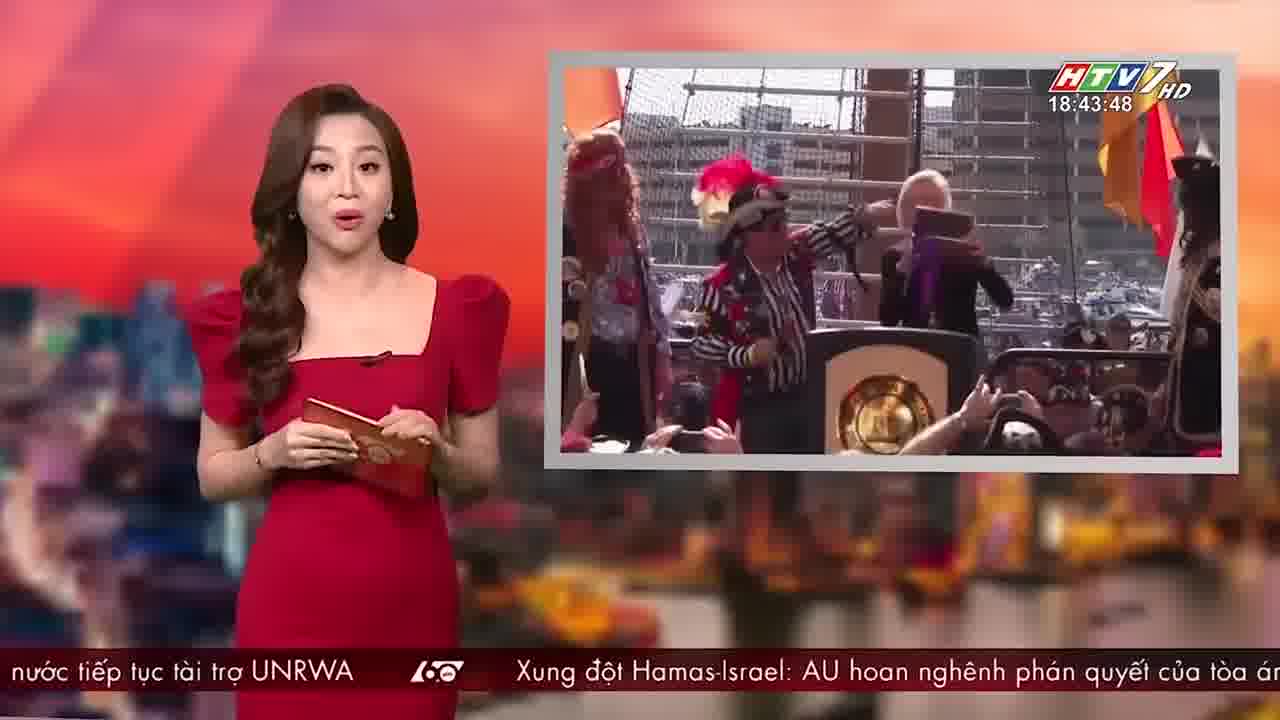 HTV7 HD
18:43:48
nước tiếp tục tài trợ UNRWA
60
Xung đột Hamas-Israel: AU hoan nghênh phán quyết của tòa án